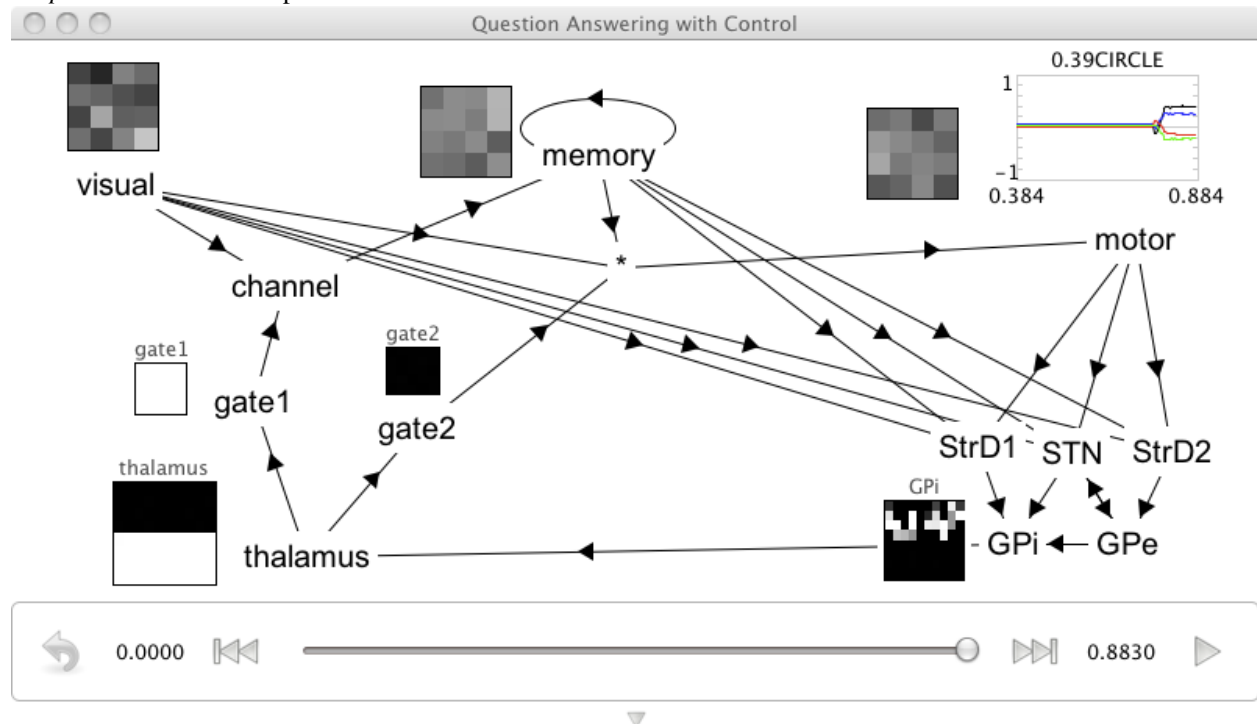 Question Answering with Control
0.39CIRCLE
1
-1
0.384 0.884
memory
visual
motor
*
channel
gate1
gate2
gate1
gate2
StrD1 STN StrD2
thalamus
GPi
thalamus
GPi GPe
0.0000 0.8830